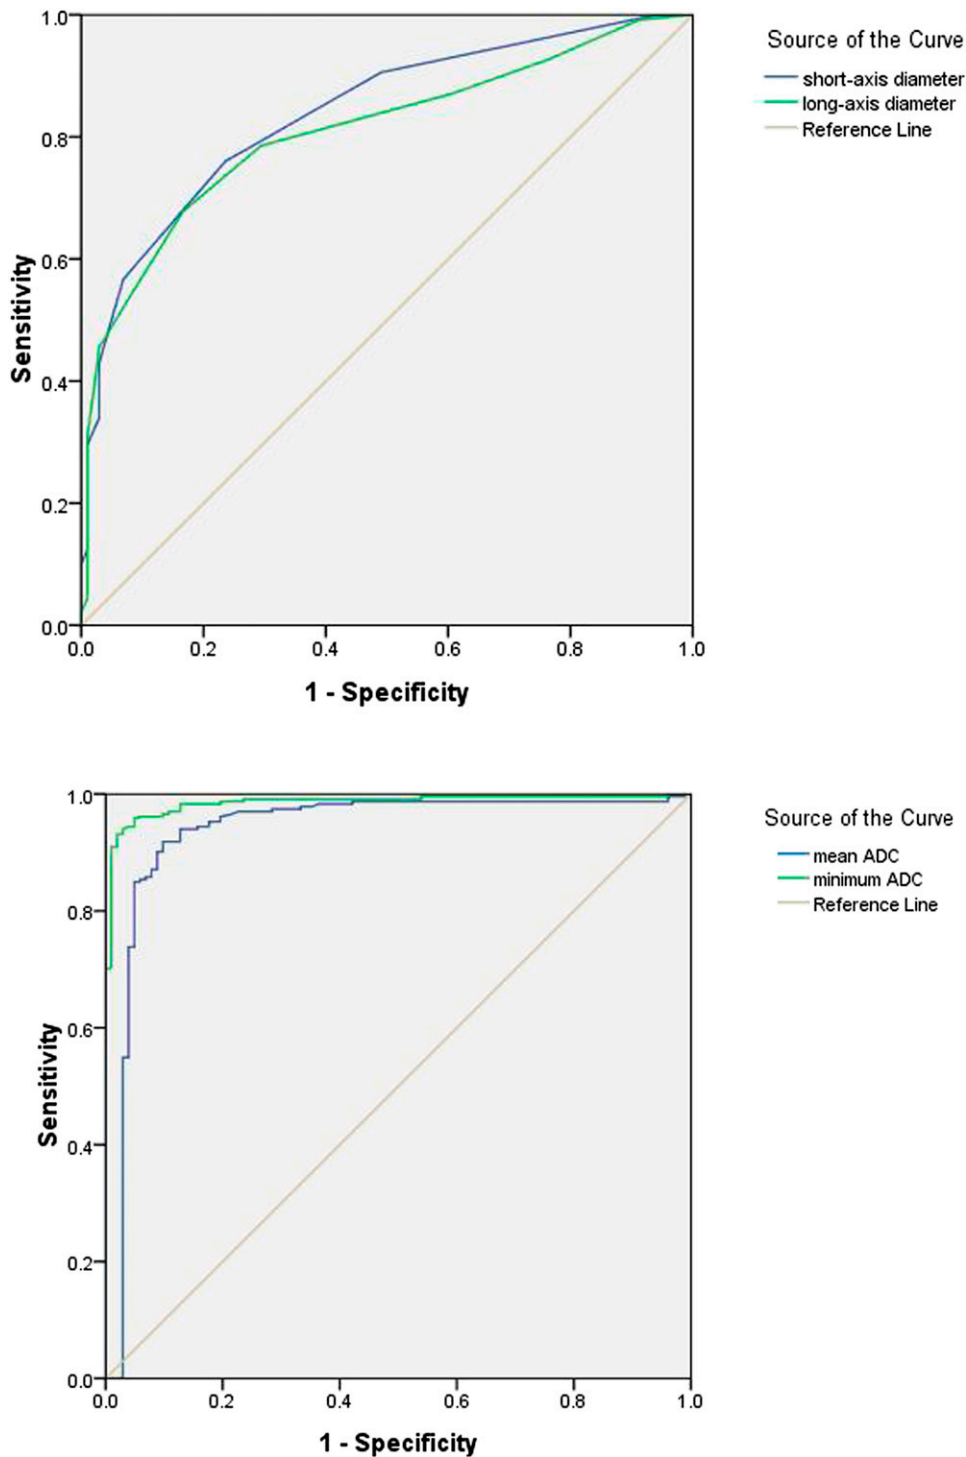 Source of the Curve
short-axis diameter
long-axis diameter
Reference Line
1.0
0.8
0.6
0.4
0.2
0.0
Sensitivity
0.0 0.2 0.4 0.6 0.8 1.0
1 - Specificity
Source of the Curve
mean ADC
minimum ADC
Reference Line
1.0
0.8
0.6
0.4
0.2
0.0
Sensitivity
0.0 0.2 0.4 0.6 0.8 1.0
1 - Specificity